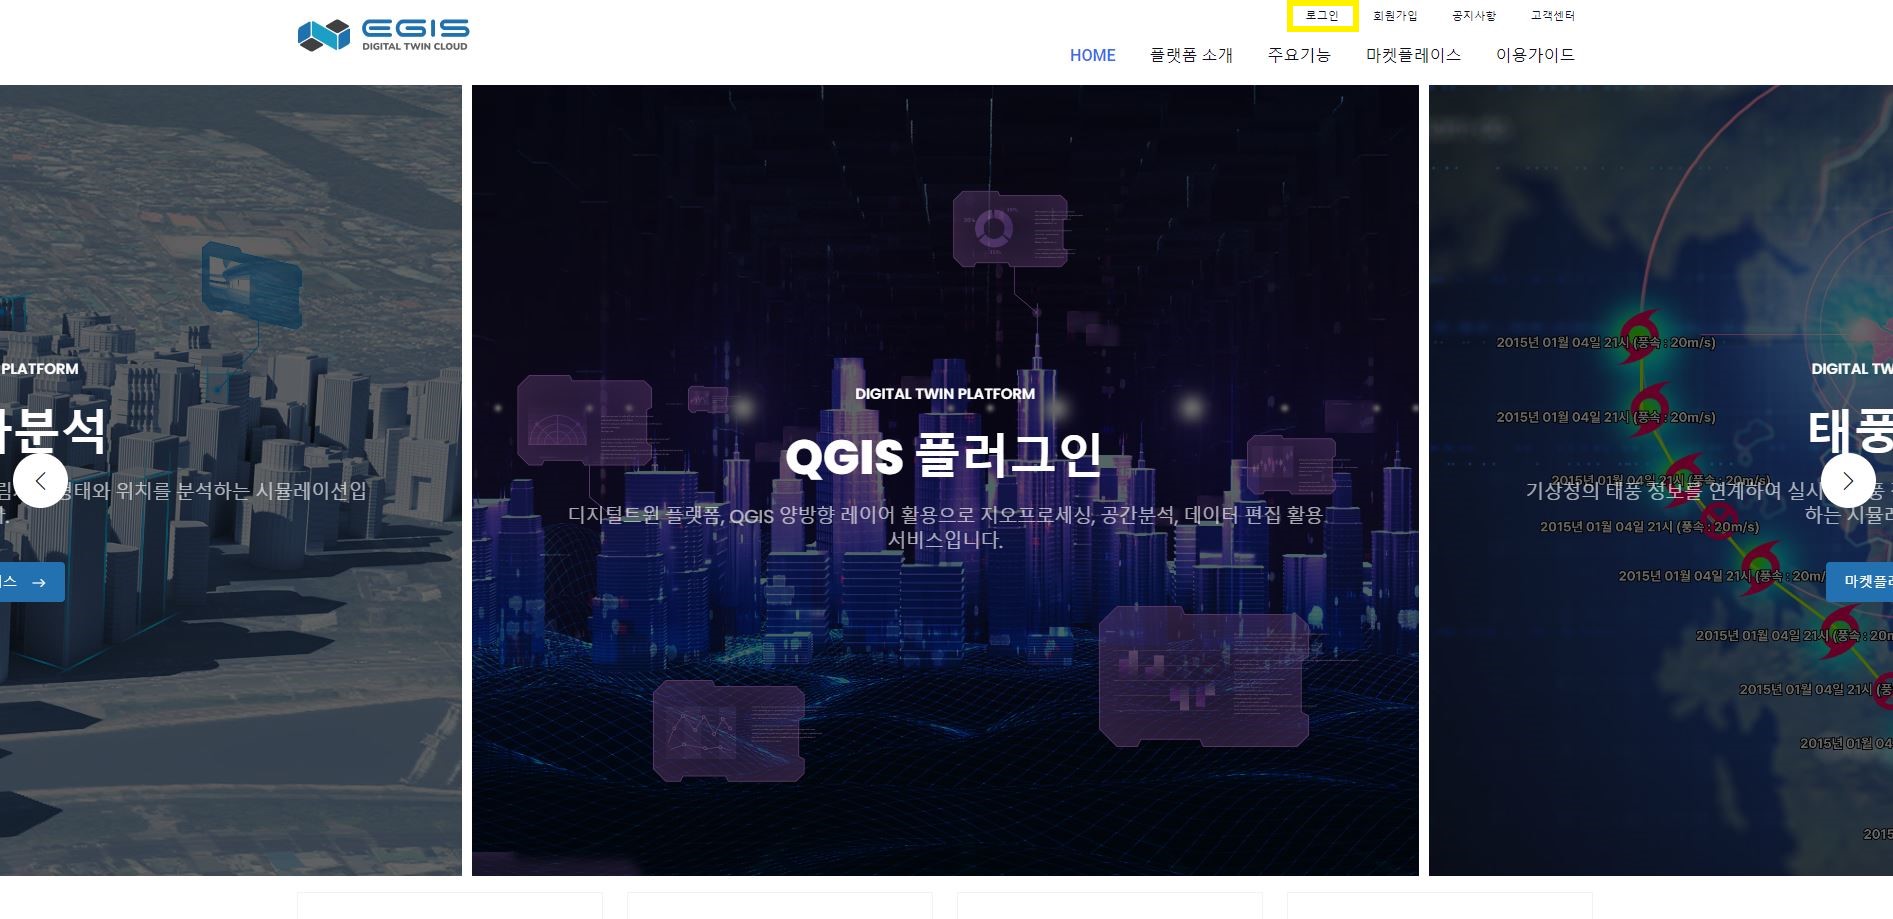 EGIS
DIGITAL TWIN CLOUD
로그인 회원가입 공지사항 고객센터
HOME 플랫폼 소개 주요기능 마켓플레이스 이용가이드
PLATFORM
분석
형태와 위치를 분석하는 시뮬레이션입
스 →
DIGITAL TWIN PLATFORM
QGIS 플러그인
디지털트윈 플랫폼, QGIS 양방향 레이어 활용으로 지오프로세싱, 공간분석, 데이터 편집 활용
서비스입니다.
2015년 01월 04일 21시 (풍속 : 20m/s)
DIGITAL TW
2015년 01월 04일 21시 (풍속 : 20m/s)
태풍
2015년 01월 04일 21시 (풍속 : 20m/s)
기상청의 태풍 정보를 연계하여 실시
하는 시뮬레
2015년 01월 04일 21시 (풍속 : 20m/s)
2015년 01월 04일 21시 (풍속 : 20m/
마켓플레
2015년 01월 04일 21시 (풍속 : 20m
2015년 01월 04일 21시 (풍
2015년 01월 04
2015